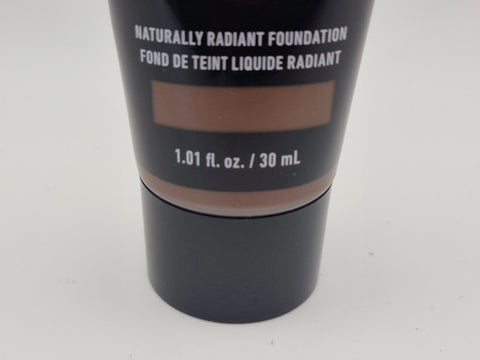 NATURALLY RADIANT FOUNDATION
FOND DE TEINT LIQUIDE RADIANT
1.01 fl. oz. / 30 mL